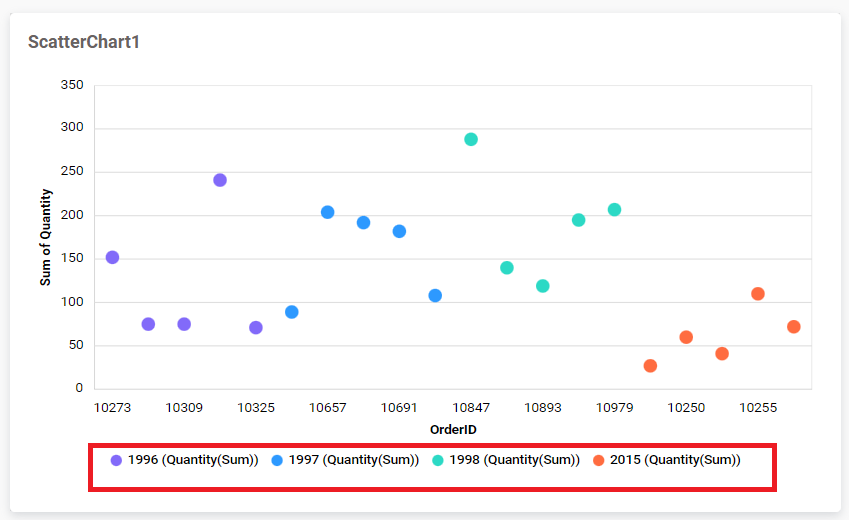 ScatterChart1
350
300
250
200
150
100
50
0
Sum of Quantity
10273 10309 10325 10657 10691 10847 10893 10979 10250 10255
OrderID
1996 (Quantity(Sum)) 1997 (Quantity(Sum)) 1998 (Quantity(Sum)) 2015 (Quantity(Sum))